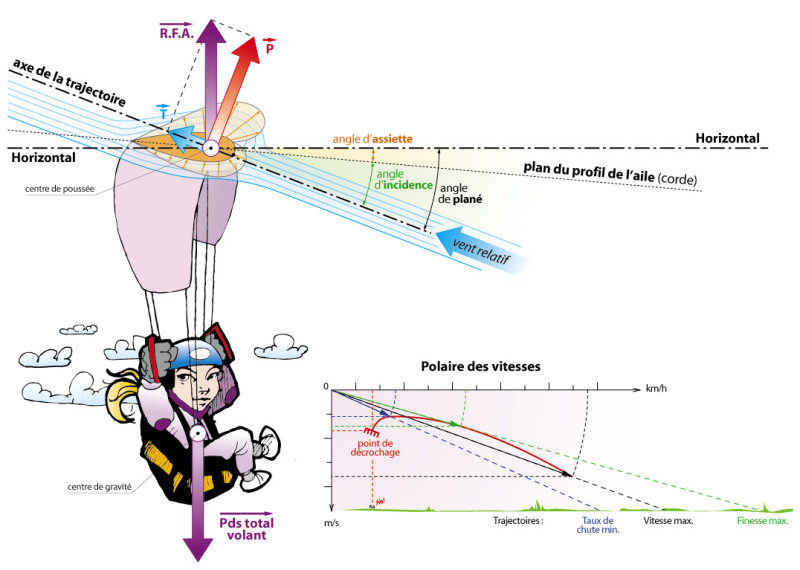 R.F.A.
P
axe de la trajectoire
T
Horizontal
Horizontal
angle d'assiette
angle
d'incidence
angle
de plané
plan du profil de l'aile (corde)
centre de poussée
vent relatif
centre de gravité
Pds total
volant
Polaire des vitesses
0
km/h
point de
décrochage
m/s
Trajectoires :
Taux de
chute min.
Vitesse max.
Finesse max.